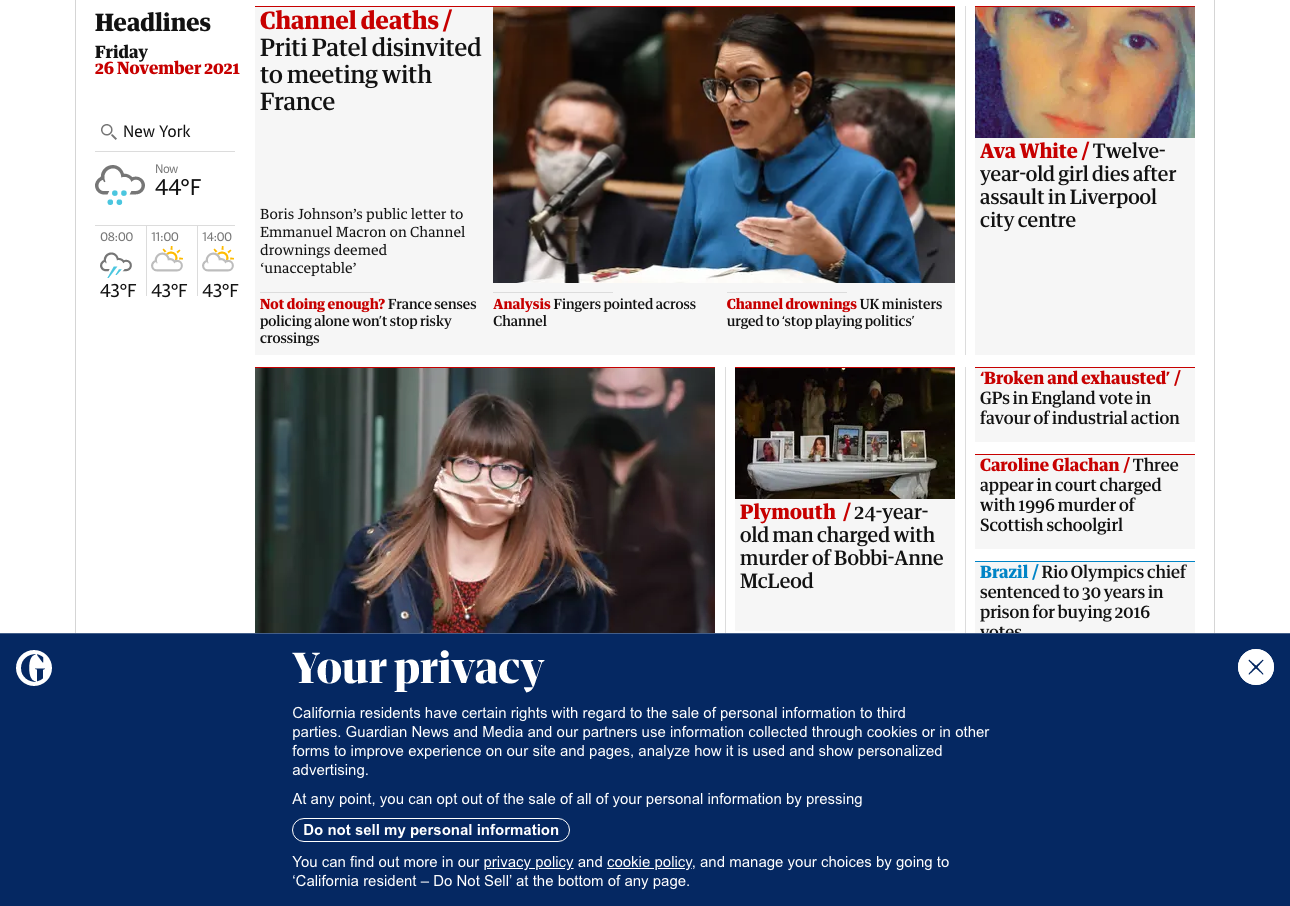 Headlines
Friday
26 November 2021
New York
Now
44°F
08:00
11:00
14:00
43°F
43°F
43°F
Channel deaths /
Priti Patel disinvited
to meeting with
France
Boris Johnson’s public letter to
Emmanuel Macron on Channel
drownings deemed
‘unacceptable’
Not doing enough? France senses
policing alone won’t stop risky
crossings
Analysis Fingers pointed across
Channel
Channel drownings UK ministers
urged to ‘stop playing politics’
Ava White / Twelve-
year-old girl dies after
assault in Liverpool
city centre
Plymouth / 24-year-
old man charged with
murder of Bobbi-Anne
McLeod
‘Broken and exhausted’ /
GPs in England vote in
favour of industrial action
Caroline Glachan / Three
appear in court charged
with 1996 murder of
Scottish schoolgirl
Brazil / Rio Olympics chief
sentenced to 30 years in
prison for buying 2016
votes
G
Your privacy
California residents have certain rights with regard to the sale of personal information to third
parties. Guardian News and Media and our partners use information collected through cookies or in other
forms to improve experience on our site and pages, analyze how it is used and show personalized
advertising.
At any point, you can opt out of the sale of all of your personal information by pressing
Do not sell my personal information
You can find out more in our privacy policy and cookie policy, and manage your choices by going to
‘California resident – Do Not Sell’ at the bottom of any page.